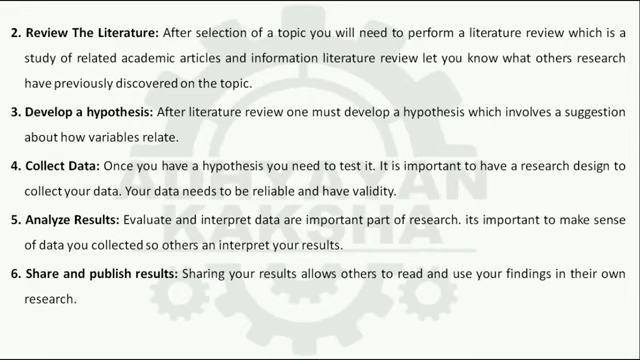 2. Review The Literature: After selection of a topic you will need to perform a literature review which is a
study of related academic articles and information literature review let you know what others research
have previously discovered on the topic.
3. Develop a hypothesis: After literature review one must develop a hypothesis which involves a suggestion
about how variables relate.
4. Collect Data: Once you have a hypothesis you need to test it. It is important to have a research design to
collect your data. Your data needs to be reliable and have validity.
5. Analyze Results: Evaluate and interpret data are important part of research. its important to make sense
of data you collected so others an interpret your results.
6. Share and publish results: Sharing your results allows others to read and use your findings in their own
research.
ADHYAYAN
KAKSHA